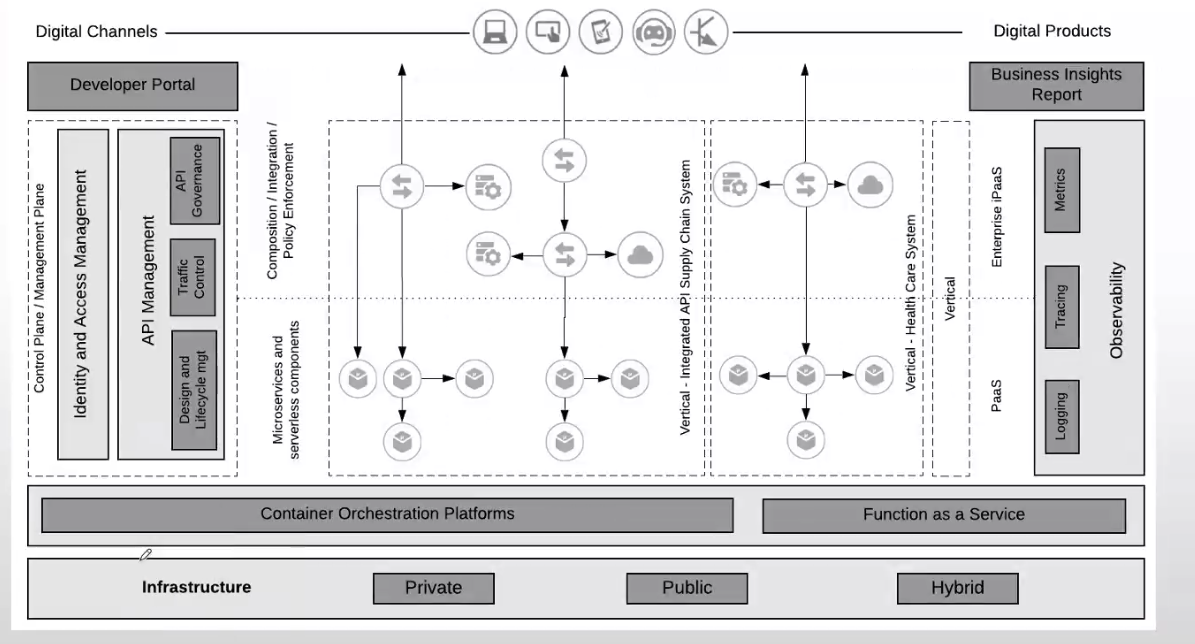 Digital Channels
Digital Products
Developer Portal
Business Insights
Report
Control Plane / Management Plane
Identity and Access Management
API Management
API
Governance
Traffic
Control
Design and
Lifecycle mgt
Composition / Integration /
Policy Enforcement
Microservices and
serverless components
Vertical - Integrated API Supply Chain System
Vertical - Health Care System
Vertical
Enterprise iPaaS
PaaS
Metrics
Tracing
Logging
Observability
Container Orchestration Platforms
Function as a Service
Infrastructure
Private
Public
Hybrid